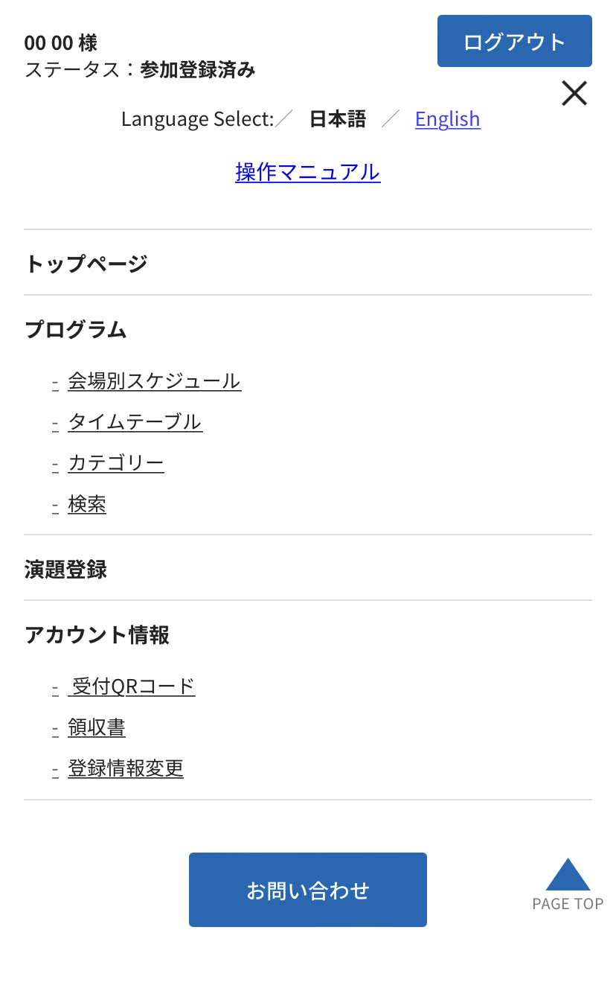 00 00 様
ログアウト
ステータス：参加登録済み
Language Select:／ 日本語 ／ English
操作マニュアル
トップページ
プログラム
- 会場別スケジュール
- タイムテーブル
- カテゴリー
- 検索
演題登録
アカウント情報
- 受付QRコード
- 領収書
- 登録情報変更
お問い合わせ
PAGE TOP